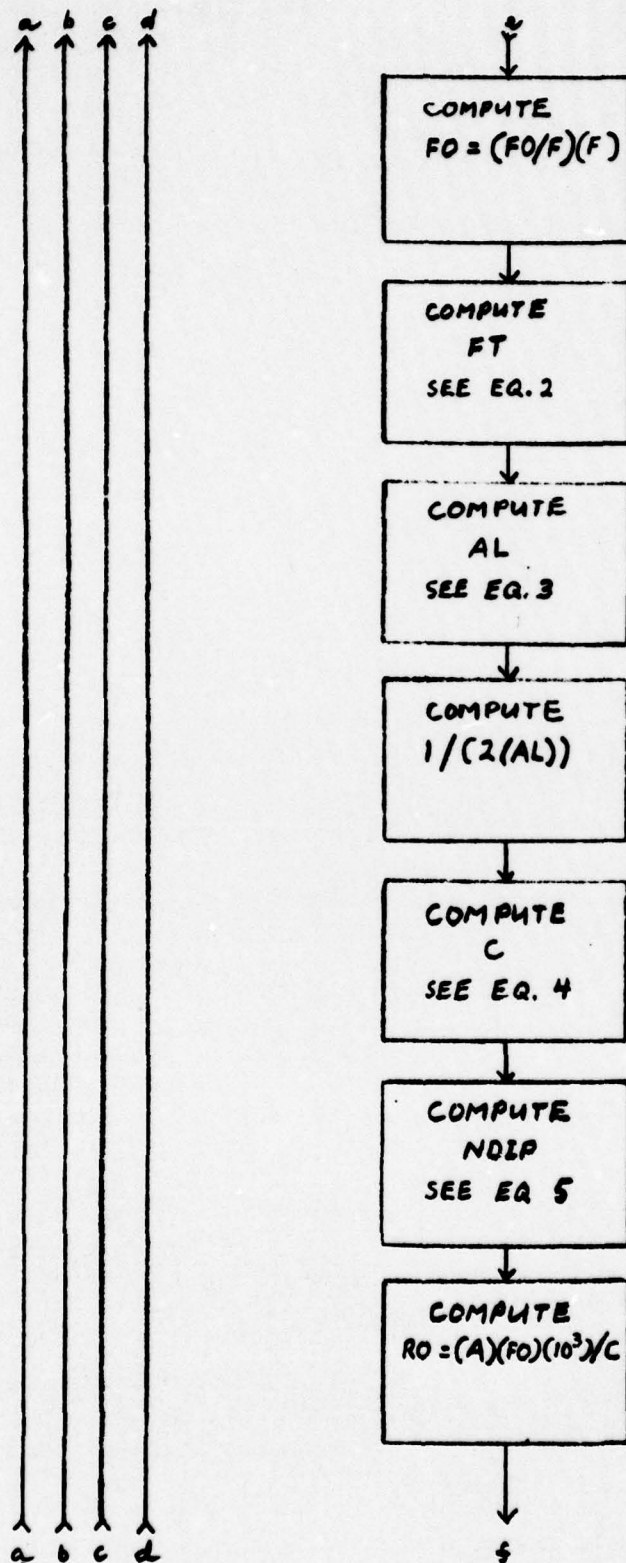 a b c d
e
COMPUTE
FO = (FO/F)(F)
COMPUTE
FT
SEE EQ. 2
COMPUTE
AL
SEE EQ. 3
COMPUTE
1/(2(AL))
COMPUTE
C
SEE EQ. 4
COMPUTE
NDIP
SEE EQ 5
COMPUTE
RO = (A)(FO)(10³)/C
a b c d
f